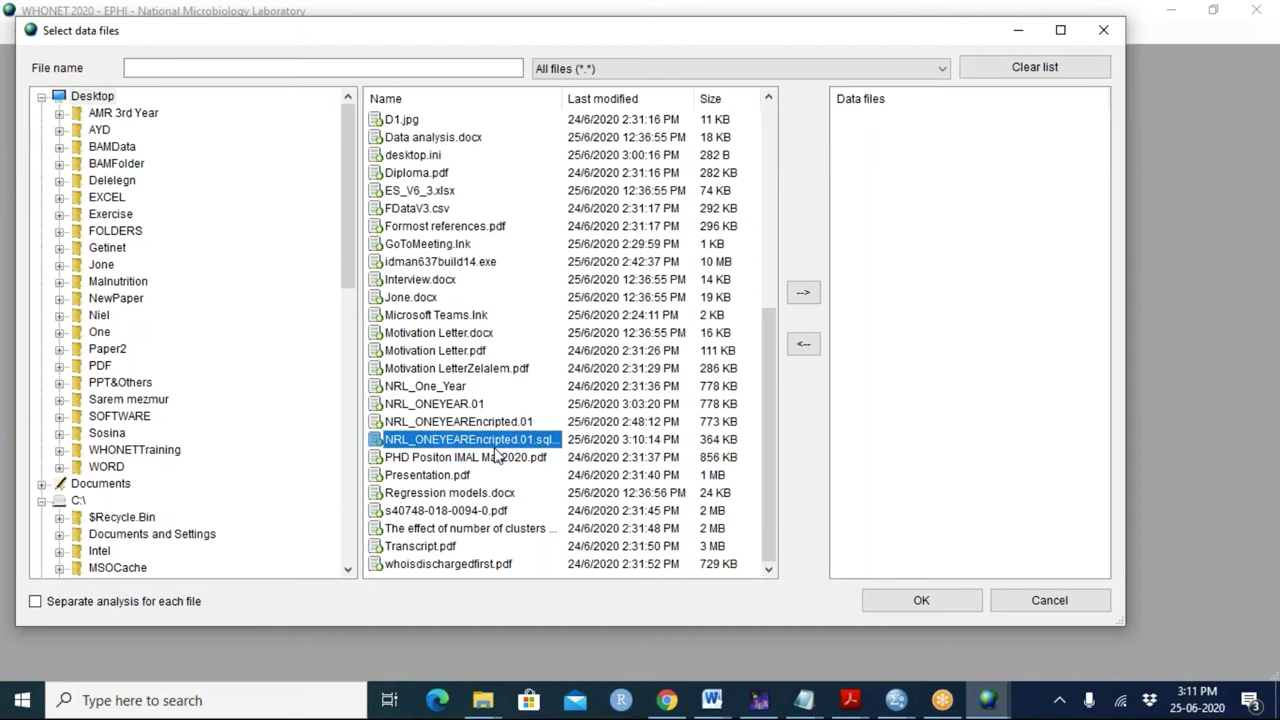 WHONET 2020 - EPHI - National Microbiology Laboratory
Select data files
File name
All files (*.*)
Clear list
Desktop
AMR 3rd Year
AYD
BAMData
BAMFolder
Delelegn
EXCEL
Exercise
FOLDERS
Getinet
Jone
Malnutrition
NewPaper
Niel
One
Paper2
PDF
PPT&Others
Sarem mezmur
SOFTWARE
Sosina
WHONETTraining
WORD
Documents
C:\
$Recycle.Bin
Documents and Settings
Intel
MSOCache
Name Last modified Size
D1.jpg 24/6/2020 2:31:16 PM 11 KB
Data analysis.docx 25/6/2020 12:36:55 PM 18 KB
desktop.ini 25/6/2020 3:00:16 PM 282 B
Diploma.pdf 24/6/2020 2:31:16 PM 282 KB
ES_V6_3.xlsx 25/6/2020 12:36:55 PM 74 KB
FDataV3.csv 24/6/2020 2:31:17 PM 292 KB
Formost references.pdf 24/6/2020 2:31:17 PM 296 KB
GoToMeeting.lnk 25/6/2020 2:29:59 PM 1 KB
idman637build14.exe 24/6/2020 2:42:37 PM 10 MB
Interview.docx 25/6/2020 12:36:55 PM 14 KB
Jone.docx 25/6/2020 12:36:55 PM 19 KB
Microsoft Teams.lnk 25/6/2020 2:24:11 PM 2 KB
Motivation Letter.docx 25/6/2020 12:36:55 PM 16 KB
Motivation Letter.pdf 24/6/2020 2:31:26 PM 111 KB
Motivation LetterZelalem.pdf 24/6/2020 2:31:29 PM 286 KB
NRL_One_Year 24/6/2020 2:31:36 PM 778 KB
NRL_ONEYEAR.01 25/6/2020 3:03:20 PM 778 KB
NRL_ONEYEAREncripted.01 25/6/2020 2:48:12 PM 773 KB
NRL_ONEYEAREncripted.01.sql... 25/6/2020 3:10:14 PM 364 KB
PHD Positon IMAL 2020.pdf 24/6/2020 2:31:37 PM 856 KB
Presentation.pdf 24/6/2020 2:31:40 PM 1 MB
Regression models.docx 25/6/2020 12:36:56 PM 24 KB
s40748-018-0094-0.pdf 24/6/2020 2:31:45 PM 2 MB
The effect of number of clusters ... 24/6/2020 2:31:48 PM 2 MB
Transcript.pdf 24/6/2020 2:31:50 PM 3 MB
whoisdischargedfirst.pdf 24/6/2020 2:31:52 PM 729 KB
-->
<--
Data files
Separate analysis for each file
OK
Cancel
Type here to search
3:11 PM
25-06-2020